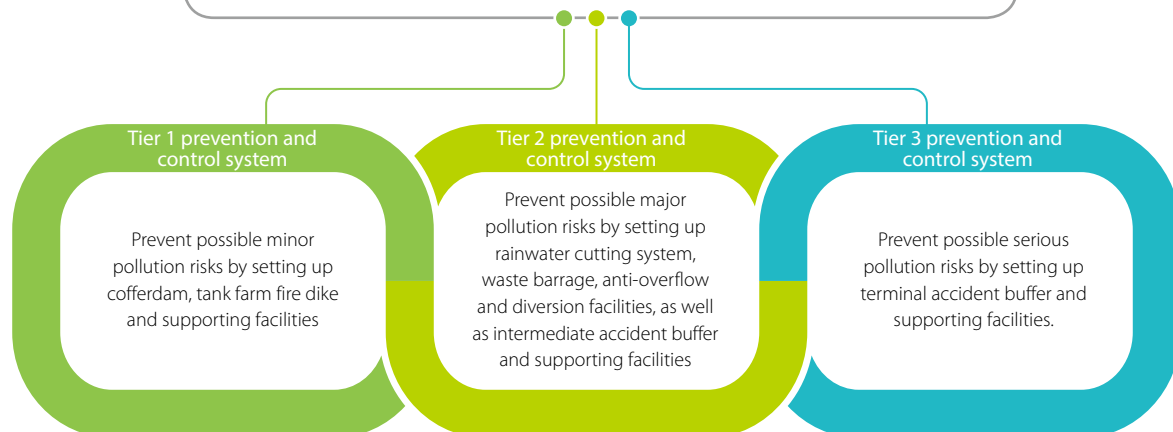 Tier 1 prevention and
control system
Prevent possible minor
pollution risks by setting up
cofferdam, tank farm fire dike
and supporting facilities
Tier 2 prevention and
control system
Prevent possible major
pollution risks by setting up
rainwater cutting system,
waste barrage, anti-overflow
and diversion facilities, as well
as intermediate accident buffer
and supporting facilities
Tier 3 prevention and
control system
Prevent possible serious
pollution risks by setting up
terminal accident buffer and
supporting facilities.